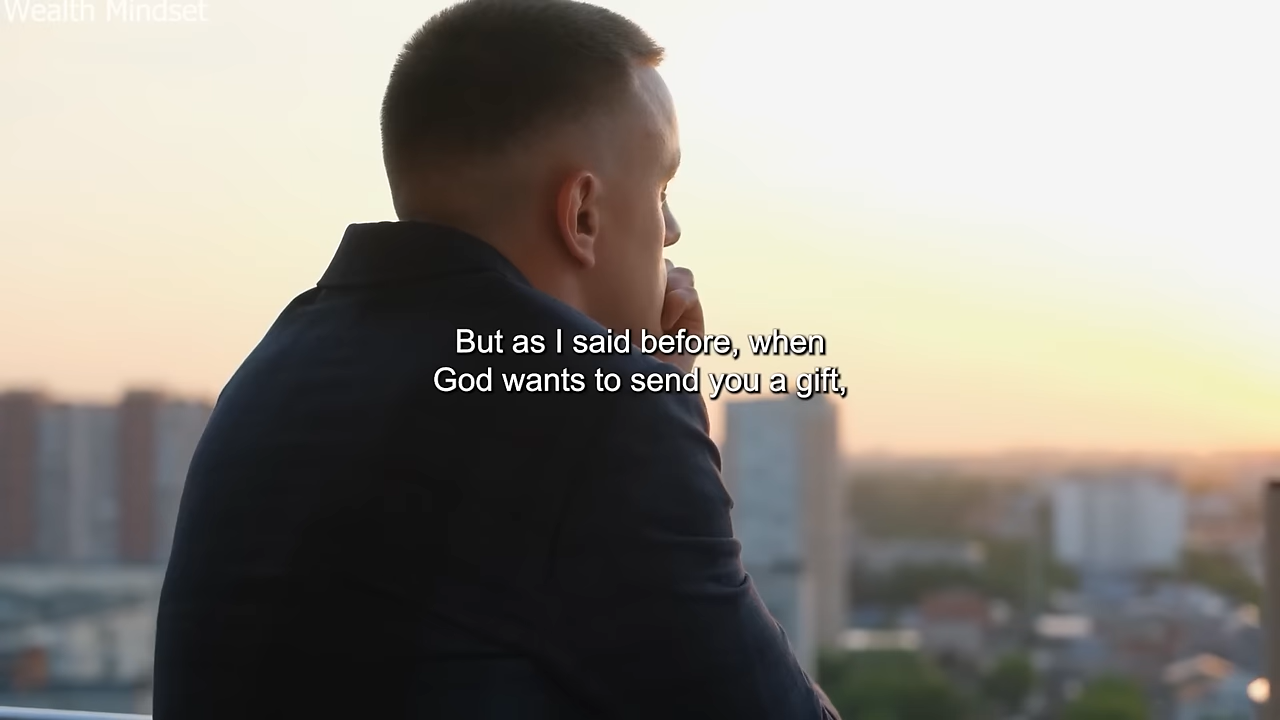 Wealth Mindset
But as I said before, when
God wants to send you a gift,